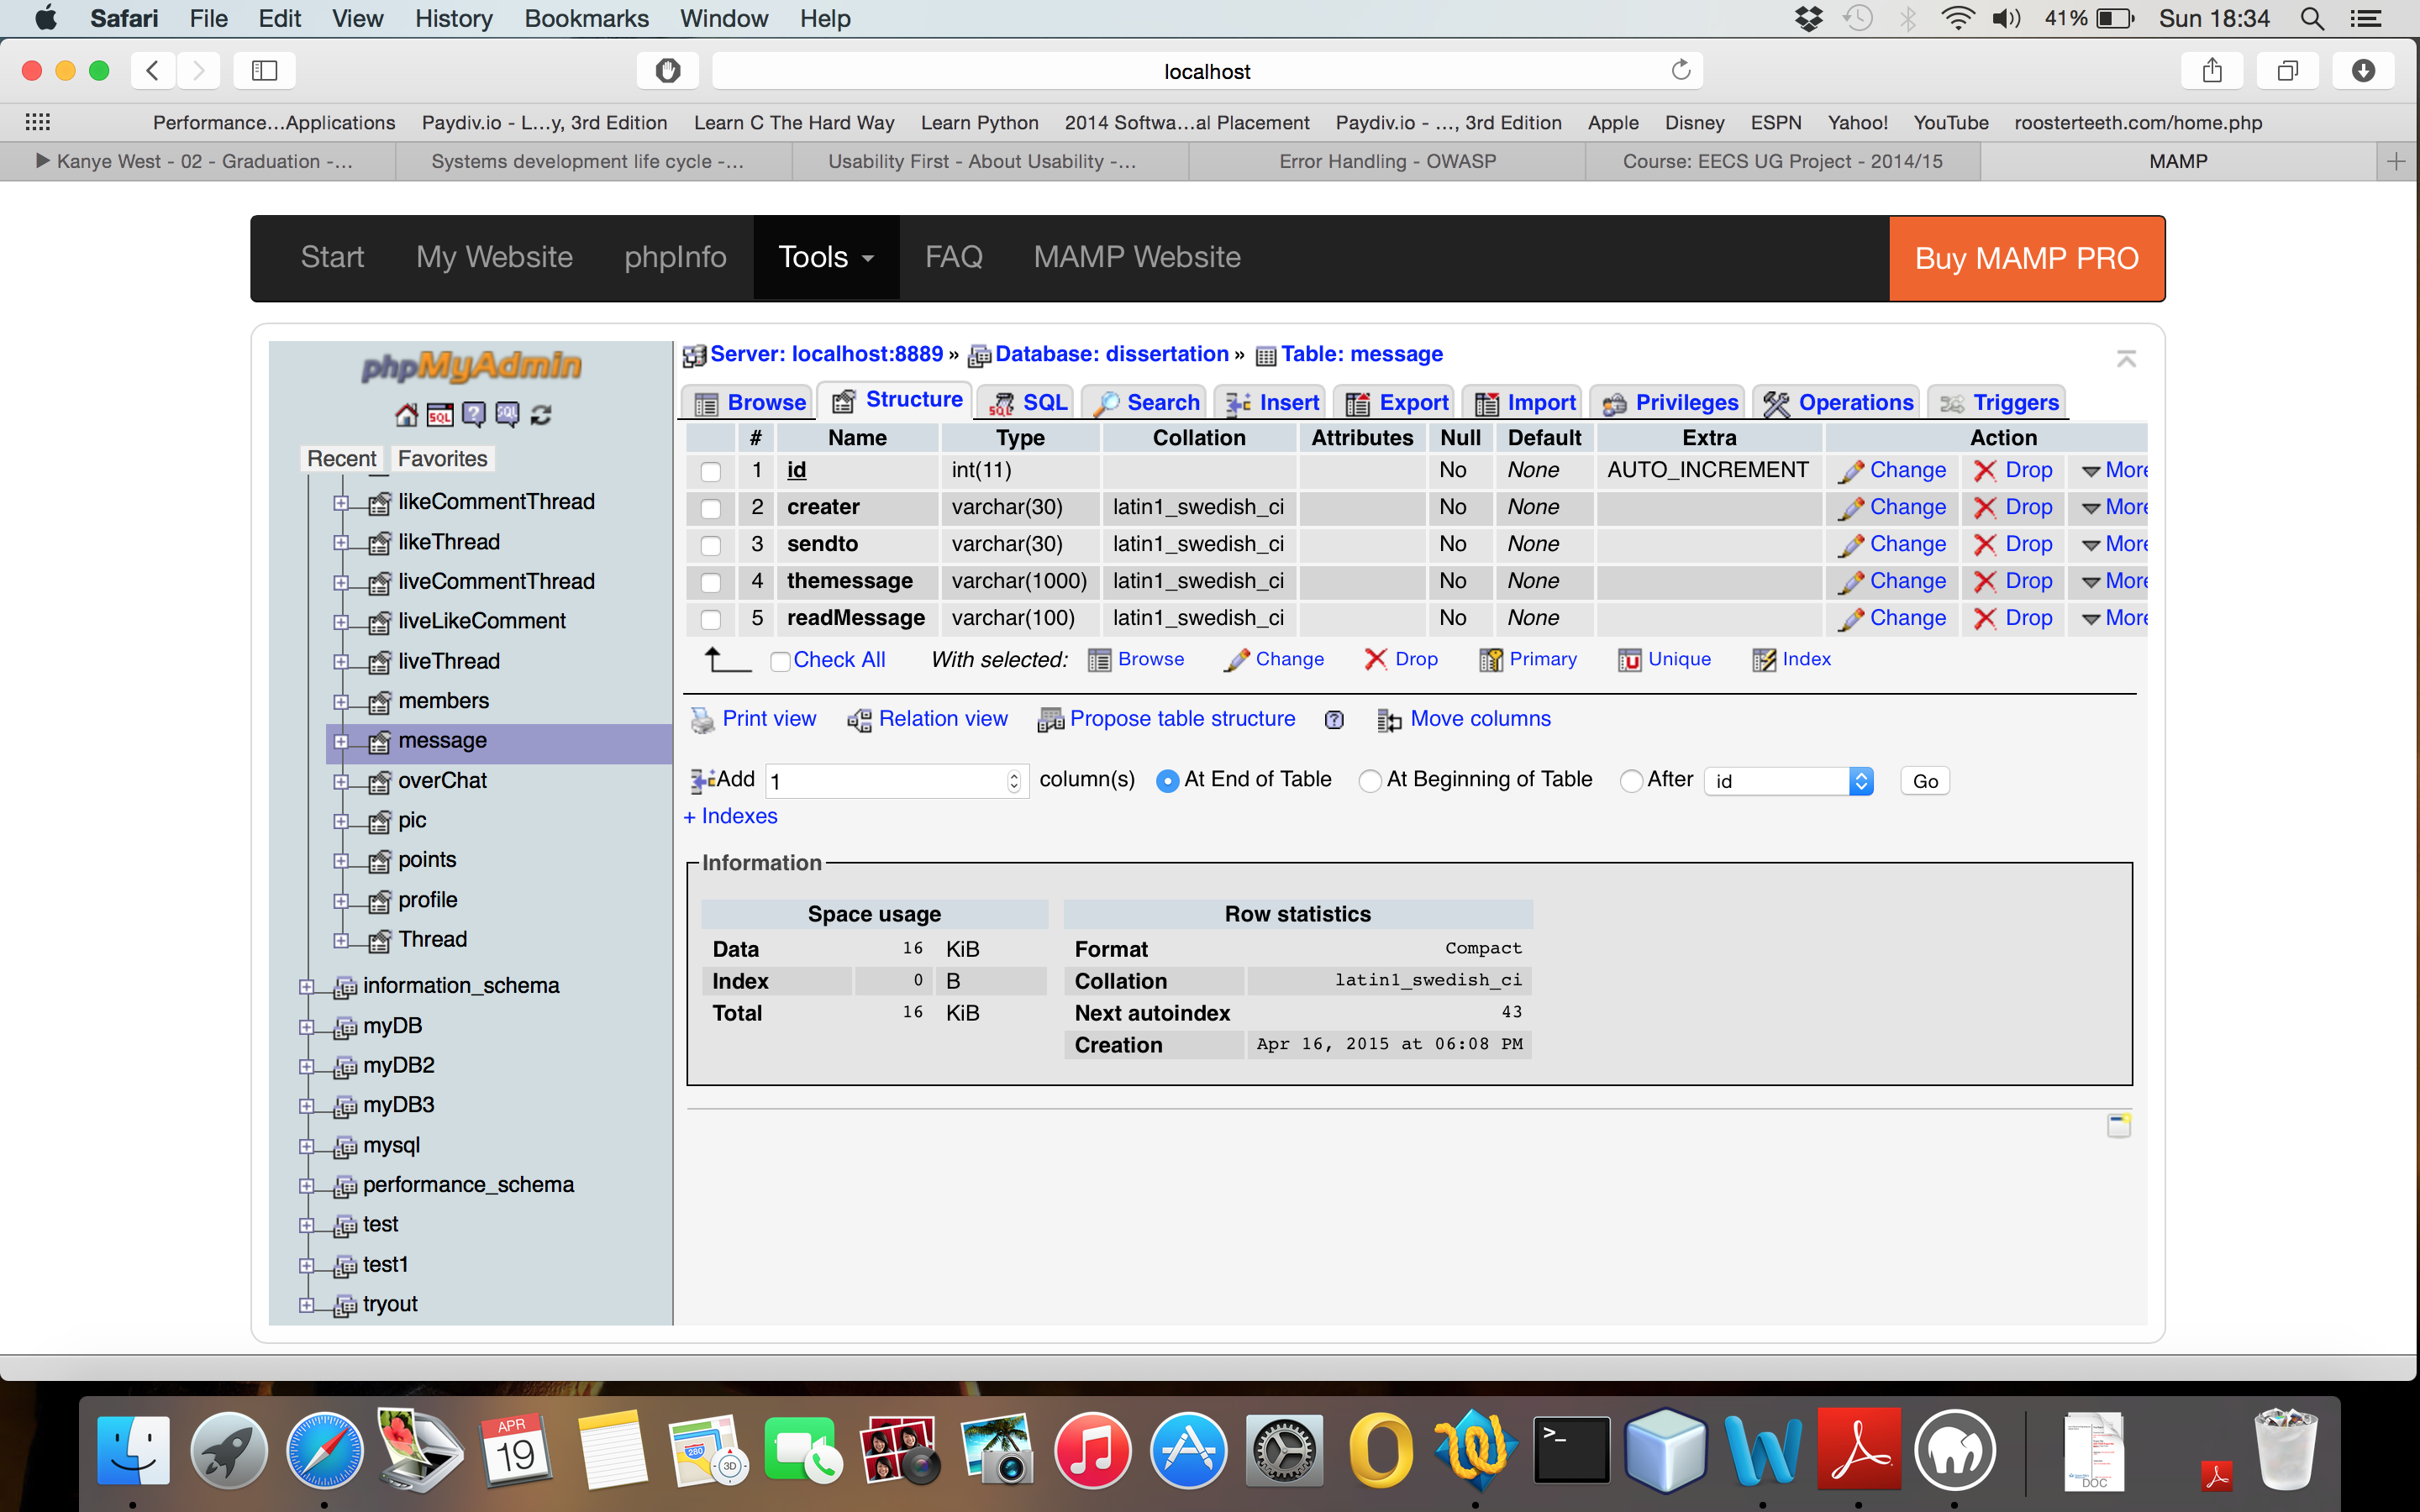 Safari File Edit View History Bookmarks Window Help 41% Sun 18:34
localhost
Performance...Applications Paydiv.io - L...y, 3rd Edition Learn C The Hard Way Learn Python 2014 Softwa...al Placement Paydiv.io - ..., 3rd Edition Apple Disney ESPN Yahoo! YouTube roosterteeth.com/home.php
Kanye West - 02 - Graduation -... Systems development life cycle -... Usability First - About Usability -... Error Handling - OWASP Course: EECS UG Project - 2014/15 MAMP
Start My Website phpInfo Tools FAQ MAMP Website Buy MAMP PRO
phpMyAdmin
Recent Favorites
likeCommentThread
likeThread
liveCommentThread
liveLikeComment
liveThread
members
message
overChat
pic
points
profile
Thread
information_schema
myDB
myDB2
myDB3
mysql
performance_schema
test
test1
tryout
Server: localhost:8889 » Database: dissertation » Table: message
Browse Structure SQL Search Insert Export Import Privileges Operations Triggers
# Name Type Collation Attributes Null Default Extra Action
1 id int(11) No None AUTO_INCREMENT Change Drop More
2 creater varchar(30) latin1_swedish_ci No None Change Drop More
3 sendto varchar(30) latin1_swedish_ci No None Change Drop More
4 themessage varchar(1000) latin1_swedish_ci No None Change Drop More
5 readMessage varchar(100) latin1_swedish_ci No None Change Drop More
Check All With selected: Browse Change Drop Primary Unique Index
Print view Relation view Propose table structure Move columns
Add 1 column(s) At End of Table At Beginning of Table After id Go
+ Indexes
Information
Space usage
Data 16 KiB
Index 0 B
Total 16 KiB
Row statistics
Format Compact
Collation latin1_swedish_ci
Next autoindex 43
Creation Apr 16, 2015 at 06:08 PM
APR
19
280
3D
>_
DOC